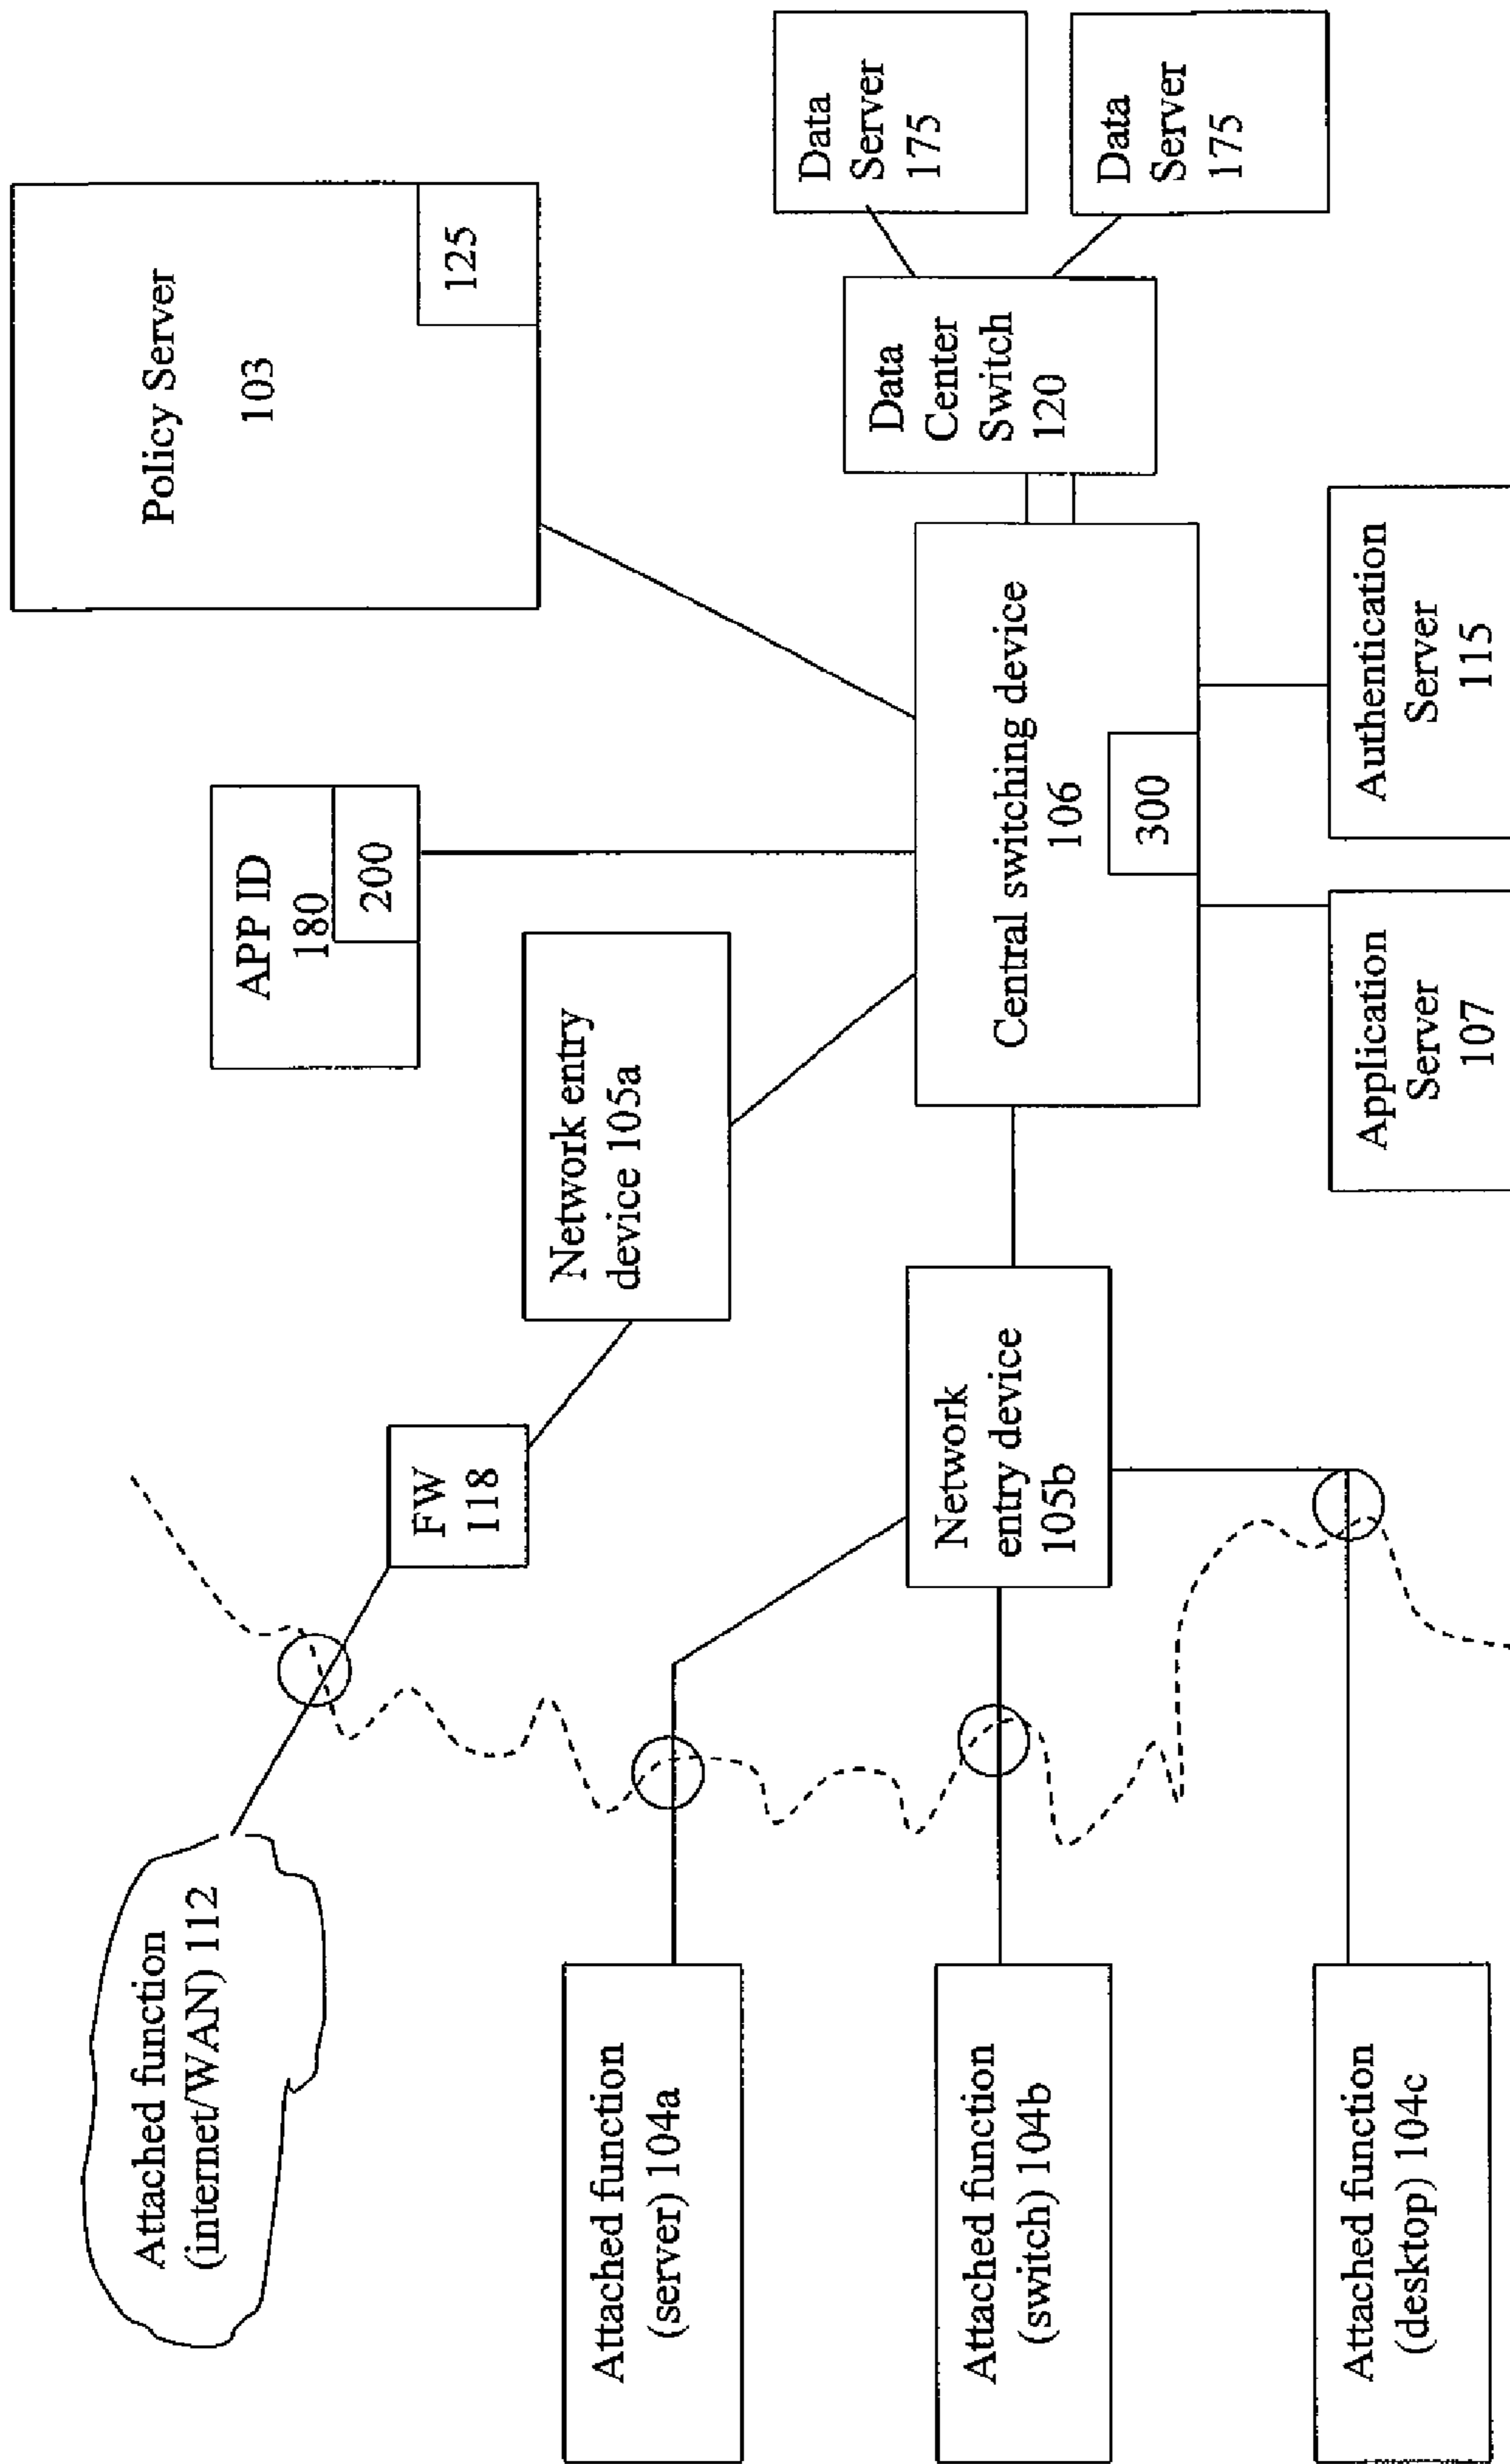 Attached function
(internet/WAN) 112
FW
118
Network entry
device 105a
APP ID
180
200
Policy Server
103
125
Attached function
(server) 104a
Attached function
(switch) 104b
Attached function
(desktop) 104c
Network
entry device
105b
Central switching device
106
300
Data
Center
Switch
120
Data
Server
175
Data
Server
175
Application
Server
107
Authentication
Server
115